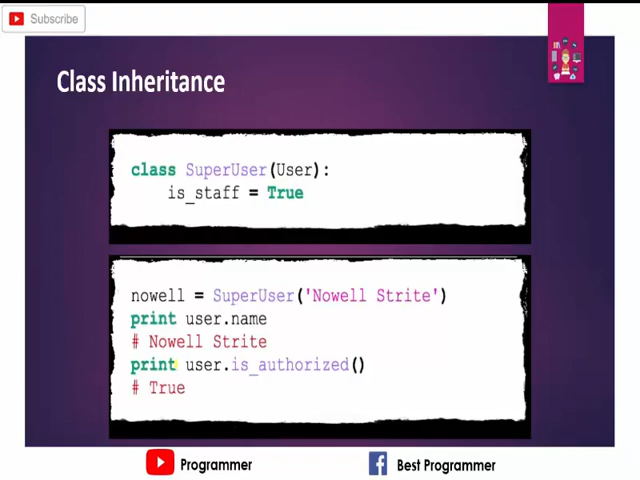 Subscribe
Class Inheritance
class SuperUser(User):
    is_staff = True
nowell = SuperUser('Nowell Strite')
print user.name
# Nowell Strite
print user.is_authorized()
# True
Programmer
Best Programmer